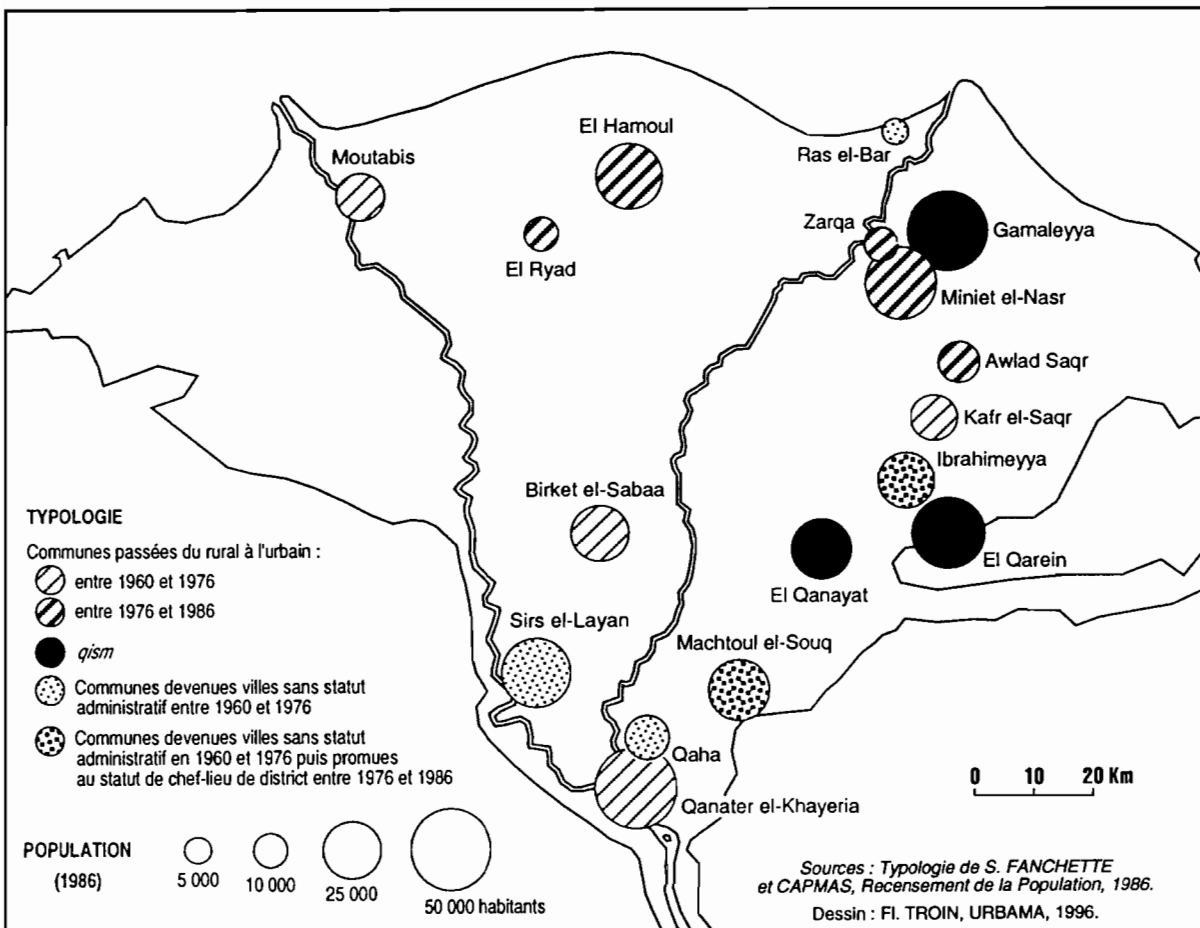 El Hamoul
Ras el-Bar
Moutabis
Zarqa
Gamaleyya
El Ryad
Miniet el-Nasr
Awlad Saqr
Kafr el-Saqr
Ibrahimeyya
Birket el-Sabaa
El Qarein
El Qanayat
Sirs el-Layan
Machtoul el-Souq
Qaha
Qanater el-Khayeria
TYPOLOGIE
Communes passées du rural à l'urbain :
entre 1960 et 1976
entre 1976 et 1986
qism
Communes devenues villes sans statut
administratif entre 1960 et 1976
Communes devenues villes sans statut
administratif en 1960 et 1976 puis promues
au statut de chef-lieu de district entre 1976 et 1986
POPULATION
(1986)
5 000
10 000
25 000
50 000 habitants
0 10 20 Km
Sources : Typologie de S. FANCHETTE
et CAPMAS, Recensement de la Population, 1986.
Dessin : Fl. TROIN, URBAMA, 1996.